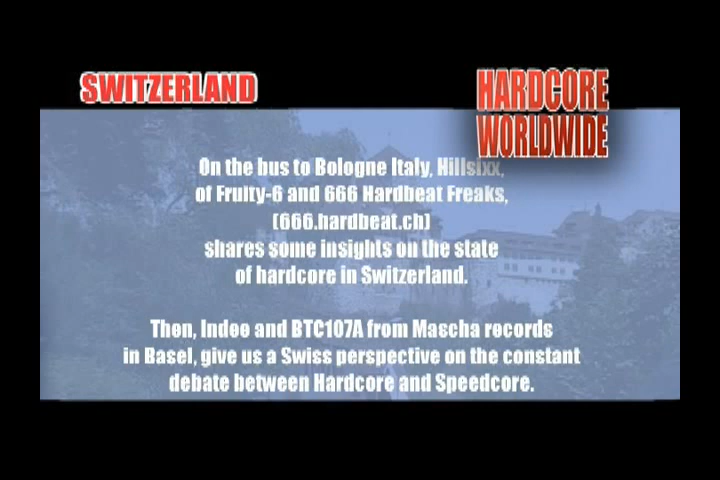 SWITZERLAND
HARDCORE
WORLDWIDE
On the bus to Bologne Italy, Hillsixx,
of Fruity-6 and 666 Hardbeat Freaks,
(666.hardbeat.ch)
shares some insights on the state
of hardcore in Switzerland.
Then, Indee and BTC107A from Mascha records
in Basel, give us a Swiss perspective on the constant
debate between Hardcore and Speedcore.